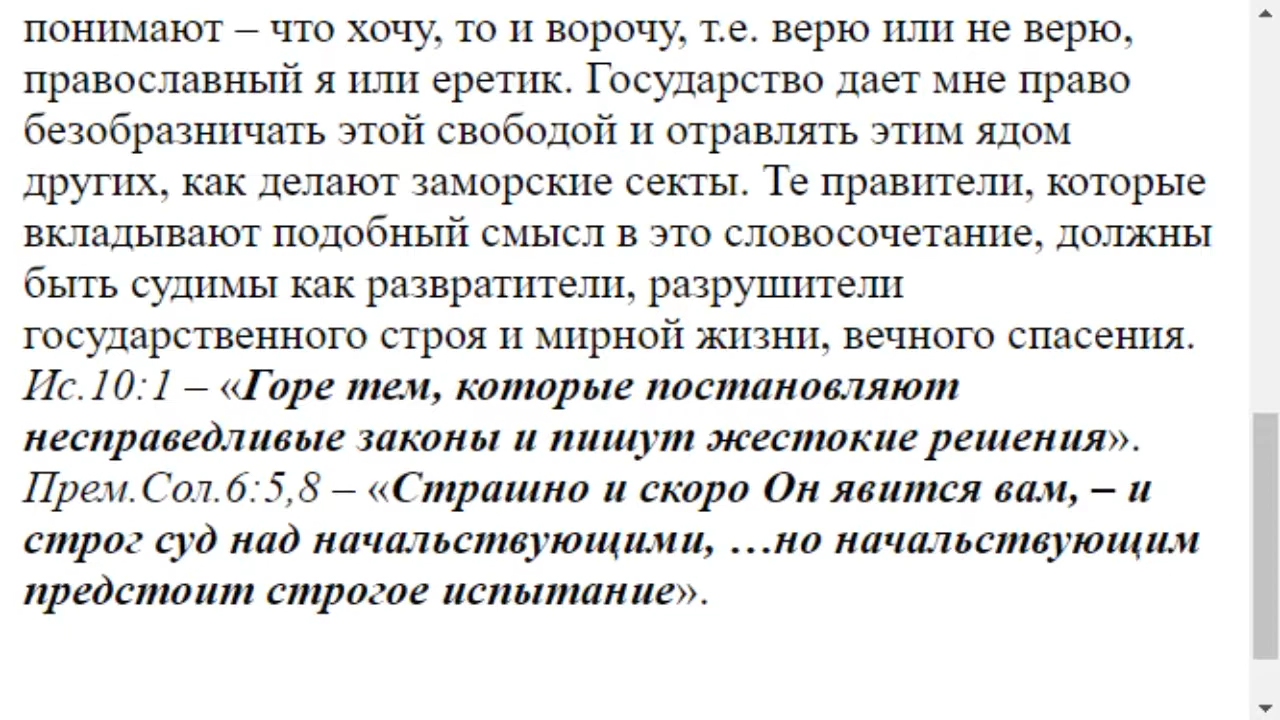 понимают – что хочу, то и ворочу, т.е. верю или не верю,
православный я или еретик. Государство дает мне право
безобразничать этой свободой и отравлять этим ядом
других, как делают заморские секты. Те правители, которые
вкладывают подобный смысл в это словосочетание, должны
быть судимы как развратители, разрушители
государственного строя и мирной жизни, вечного спасения.
Ис.10:1 – «Горе тем, которые постановляют
несправедливые законы и пишут жестокие решения».
Прем.Сол.6:5,8 – «Страшно и скоро Он явится вам, – и
строг суд над начальствующими, …но начальствующим
предстоит строгое испытание».